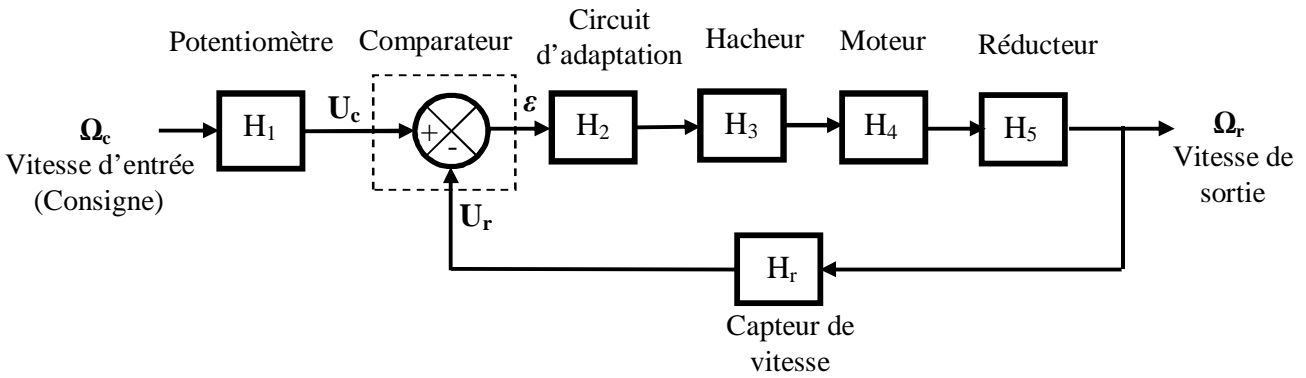 Potentiomètre
Comparateur
Circuit
d’adaptation
Hacheur
Moteur
Réducteur
Ωc
Vitesse d’entrée
(Consigne)
H1
Uc
+
-
ε
H2
H3
H4
H5
Ωr
Vitesse de
sortie
Ur
Hr
Capteur de
vitesse